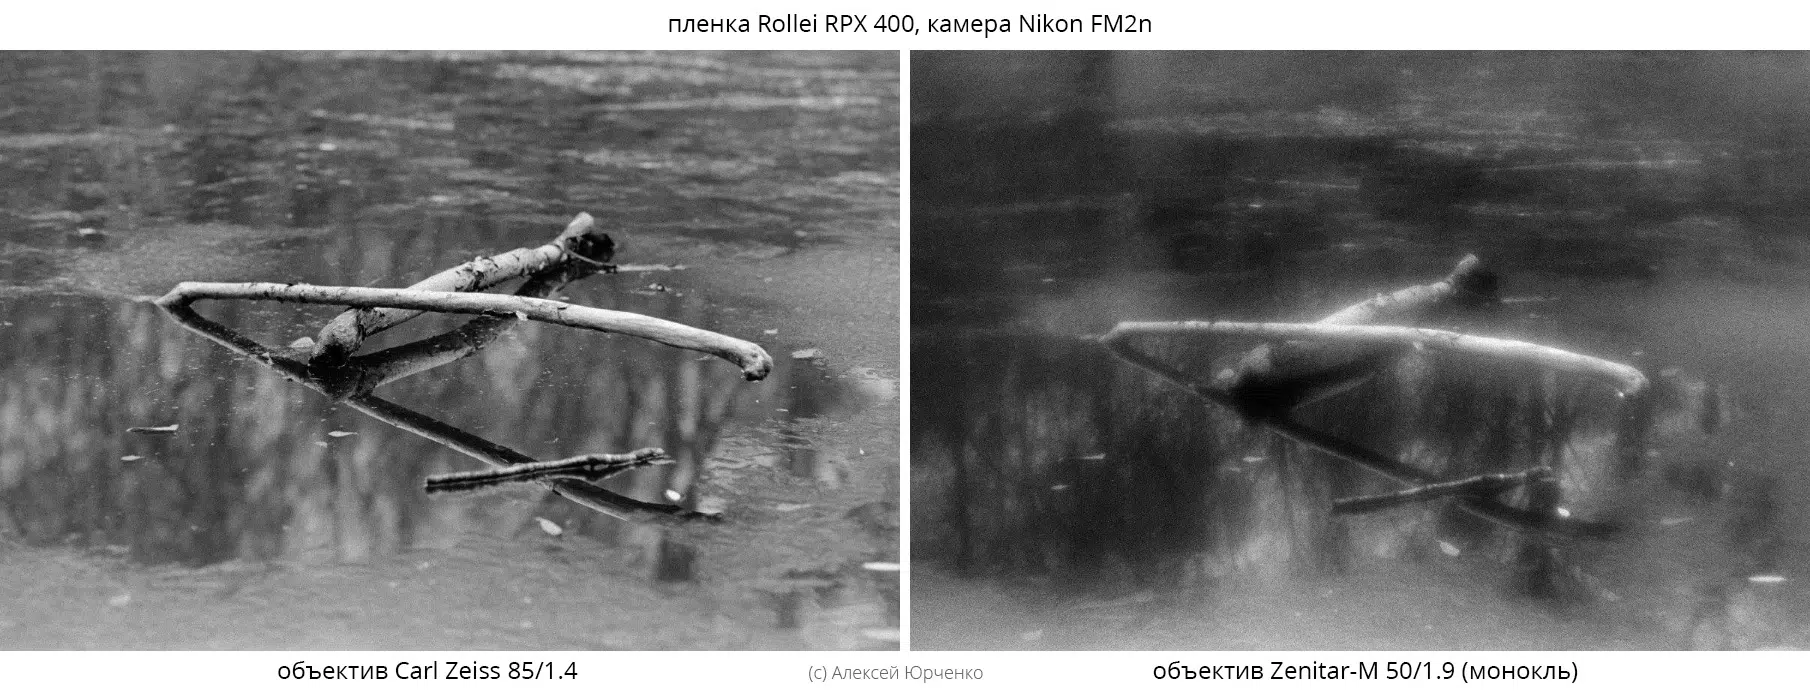 пленка Rollei RPX 400, камера Nikon FM2n
объектив Carl Zeiss 85/1.4
(c) Алексей Юрченко
объектив Zenitar-M 50/1.9 (монокль)